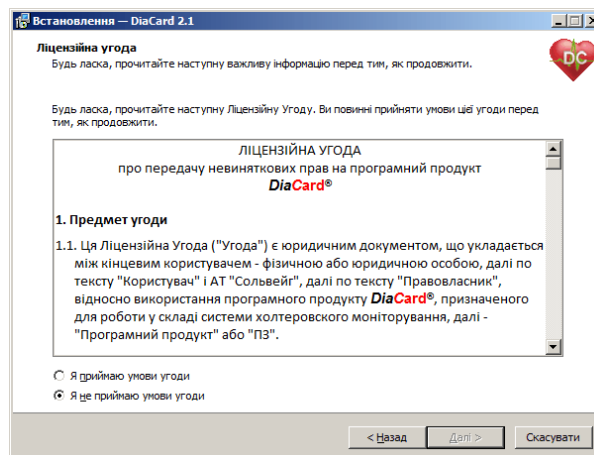 Встановлення — DiaCard 2.1
Ліцензійна угода
Будь ласка, прочитайте наступну важливу інформацію перед тим, як продовжити.
DC
Будь ласка, прочитайте наступну Ліцензійну Угоду. Ви повинні прийняти умови цієї угоди перед
тим, як продовжити.
ЛІЦЕНЗІЙНА УГОДА
про передачу невиняткових прав на програмний продукт
DiaCard®
1. Предмет угоди
1.1. Ця Ліцензійна Угода ("Угода") є юридичним документом, що укладається
між кінцевим користувачем - фізичною або юридичною особою, далі по
тексту "Користувач" і АТ "Сольвейг", далі по тексту "Правовласник",
відносно використання програмного продукту DiaCard®, призначеного
для роботи у складі системи холтеровского моніторування, далі -
"Програмний продукт" або "ПЗ".
Я приймаю умови угоди
Я не приймаю умови угоди
< Назад
Далі >
Скасувати